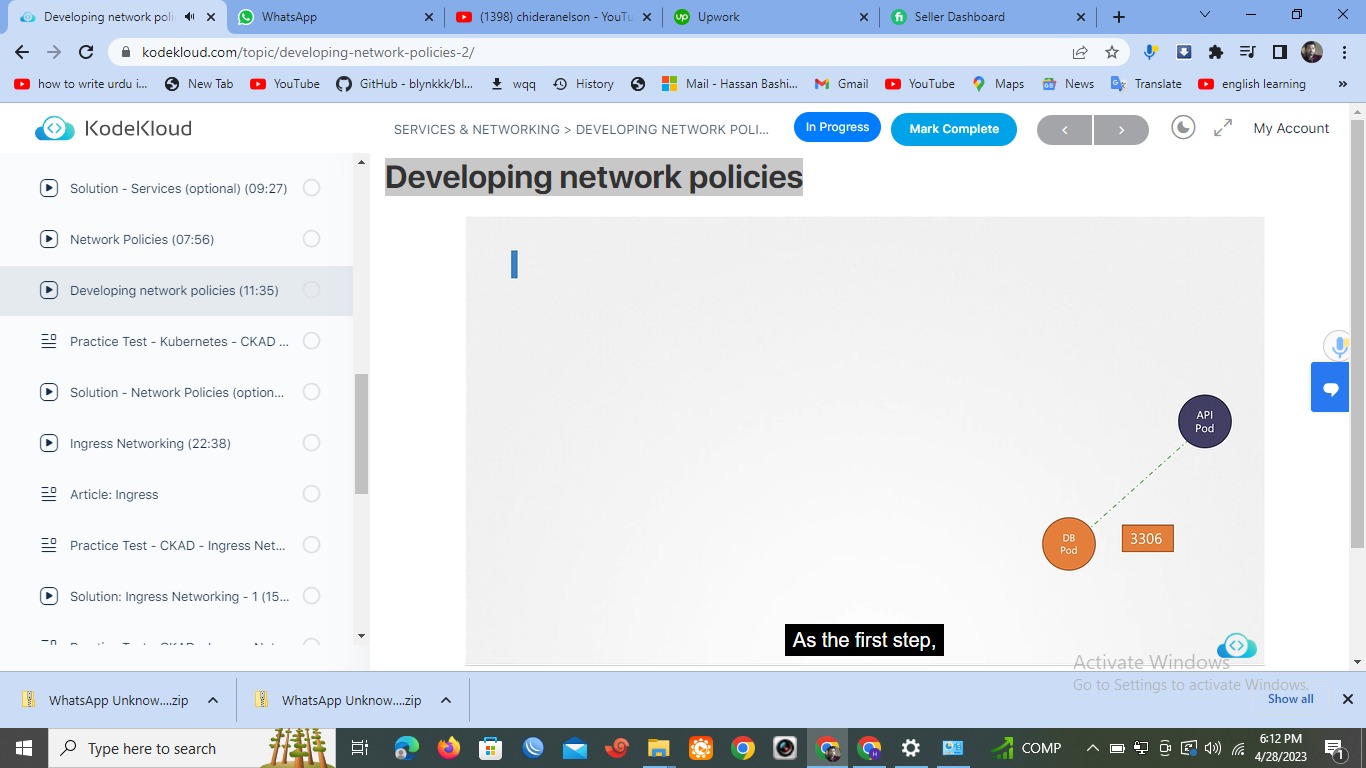 Developing network poli
WhatsApp
(1398) chideranelson - YouTu
Upwork
Seller Dashboard
kodekloud.com/topic/developing-network-policies-2/
how to write urdu i...
New Tab
YouTube
GitHub - blynkkk/bl...
wqq
History
Mail - Hassan Bashi...
Gmail
YouTube
Maps
News
Translate
english learning
KodeKloud
SERVICES & NETWORKING > DEVELOPING NETWORK POLI...
In Progress
Mark Complete
My Account
Solution - Services (optional) (09:27)
Network Policies (07:56)
Developing network policies (11:35)
Practice Test - Kubernetes - CKAD ...
Solution - Network Policies (option...
Ingress Networking (22:38)
Article: Ingress
Practice Test - CKAD - Ingress Net...
Solution: Ingress Networking - 1 (15...
Developing network policies
API
Pod
DB
Pod
3306
As the first step,
Activate Windows
Go to Settings to activate Windows.
WhatsApp Unknow....zip
WhatsApp Unknow....zip
Show all
Type here to search
COMP
6:12 PM
4/28/2023
1